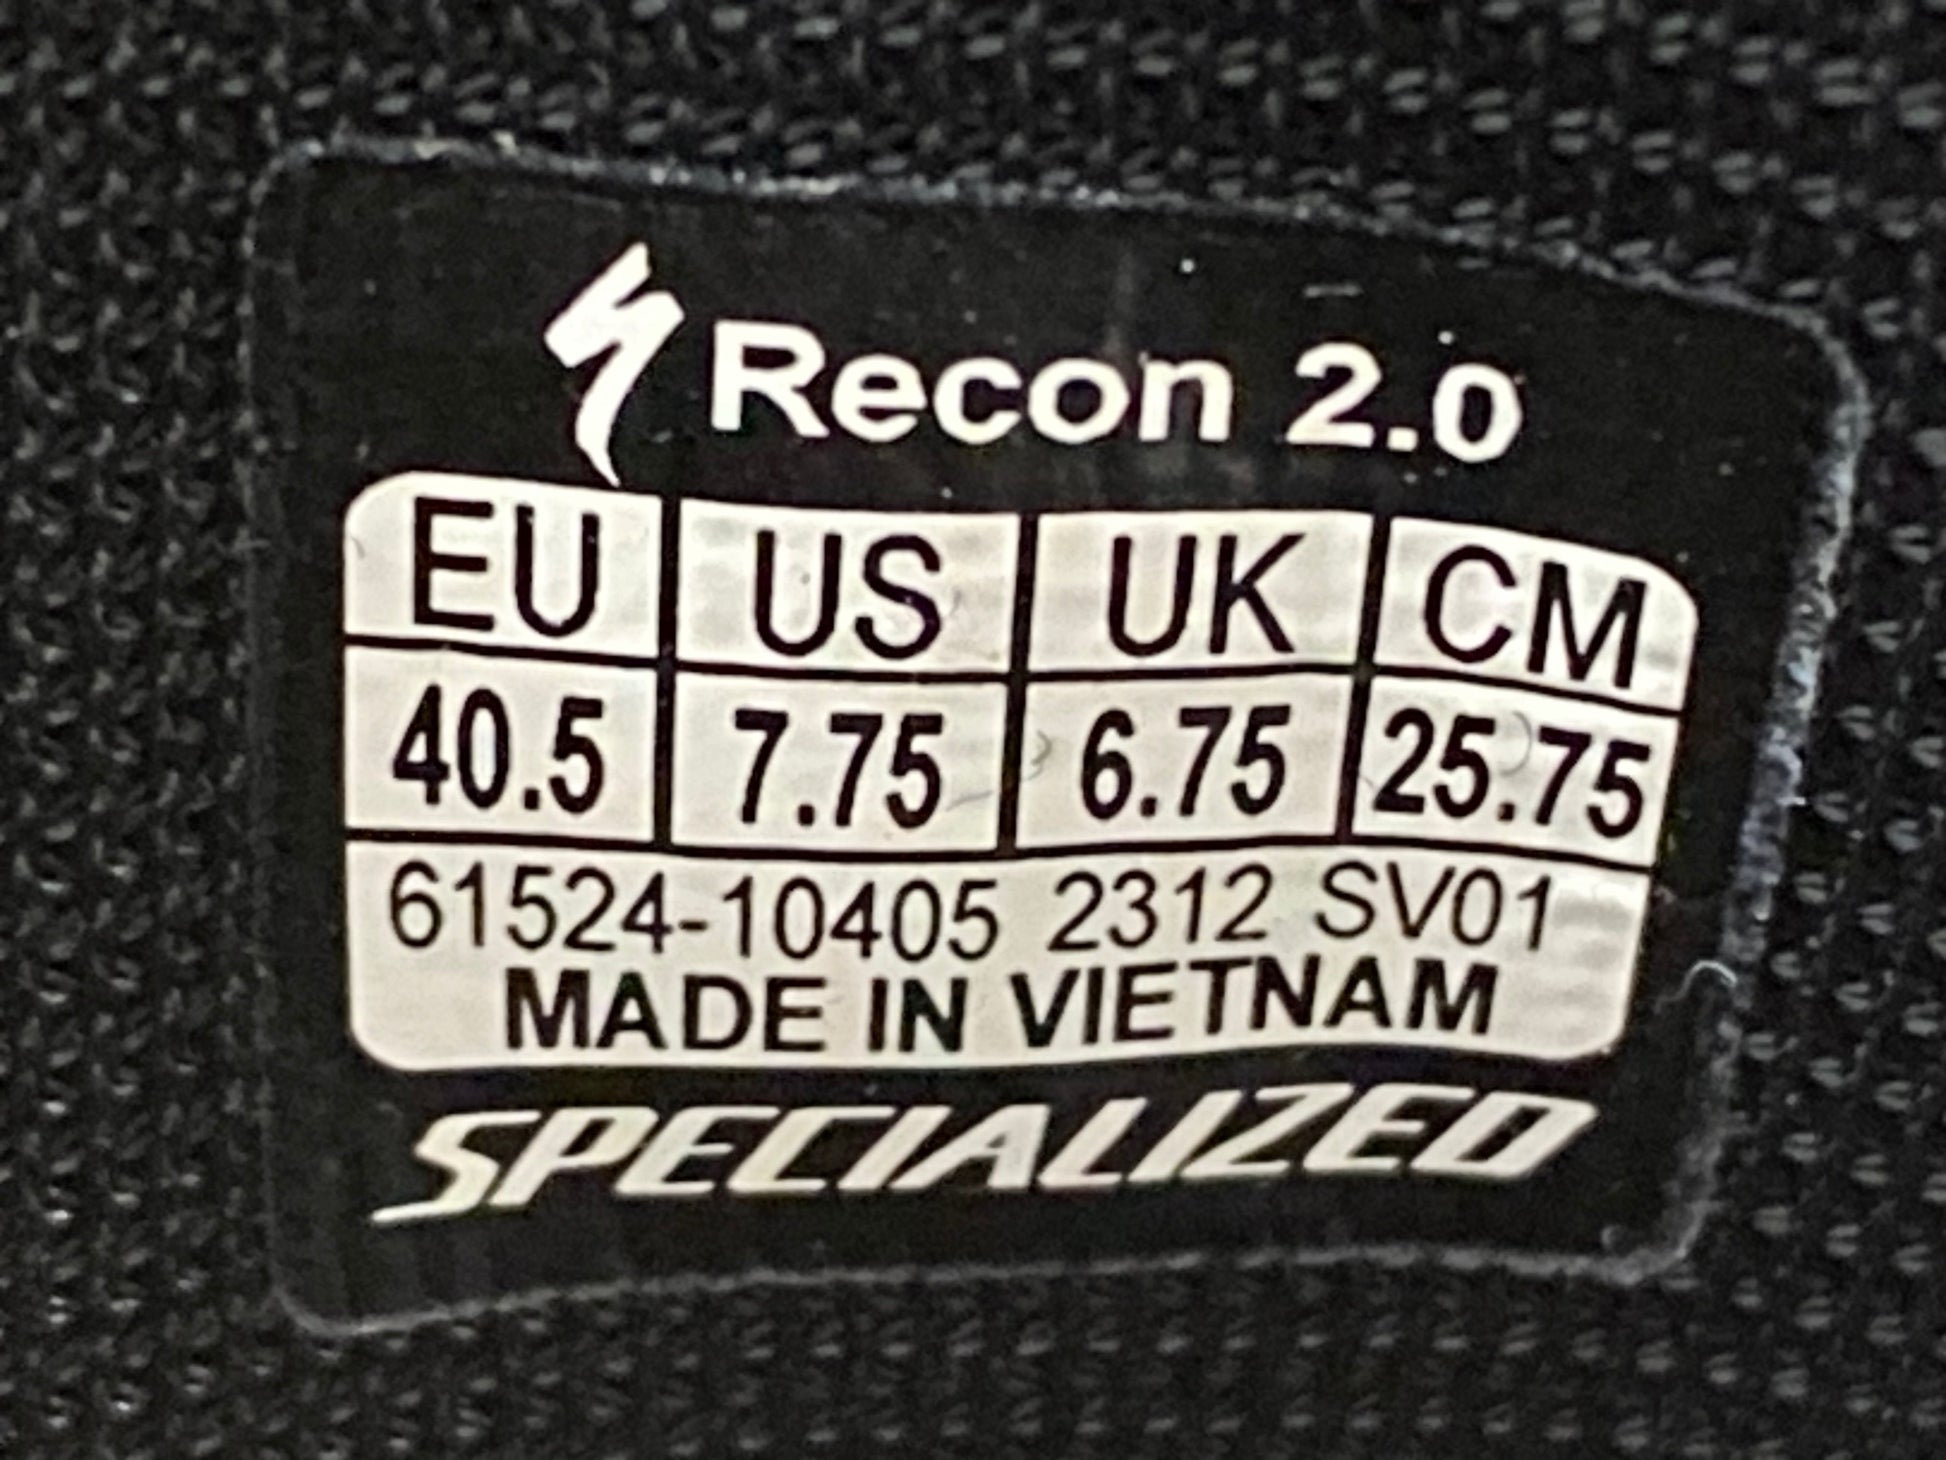 Recon 2.0
EU US UK CM
40.5 7.75 6.75 25.75
61524-10405 2312 SV01
MADE IN VIETNAM
SPECIALIZED